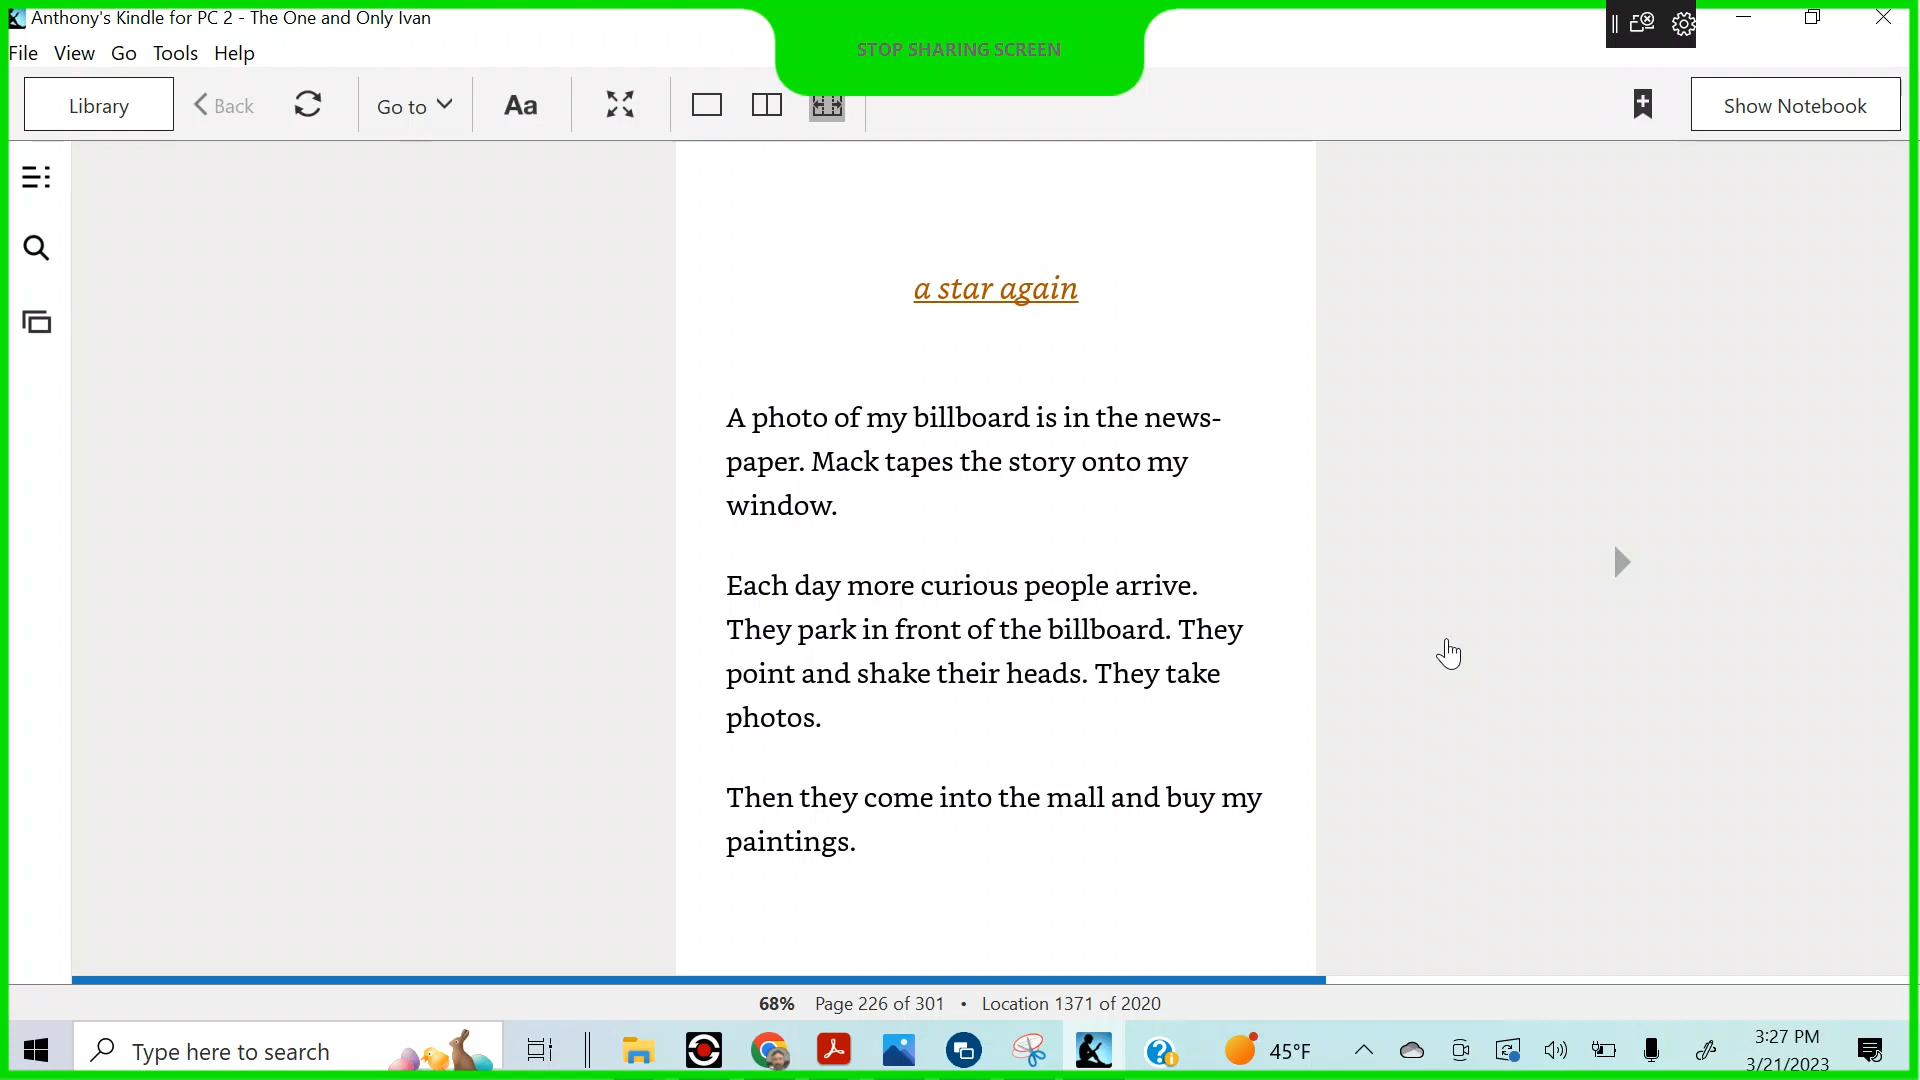 Anthony's Kindle for PC 2 - The One and Only Ivan
STOP SHARING SCREEN
File View Go Tools Help
Library Back Go to Aa Show Notebook
a star again
A photo of my billboard is in the news-
paper. Mack tapes the story onto my
window.
Each day more curious people arrive.
They park in front of the billboard. They
point and shake their heads. They take
photos.
Then they come into the mall and buy my
paintings.
68% Page 226 of 301 • Location 1371 of 2020
Type here to search 45°F 3:27 PM
3/21/2023